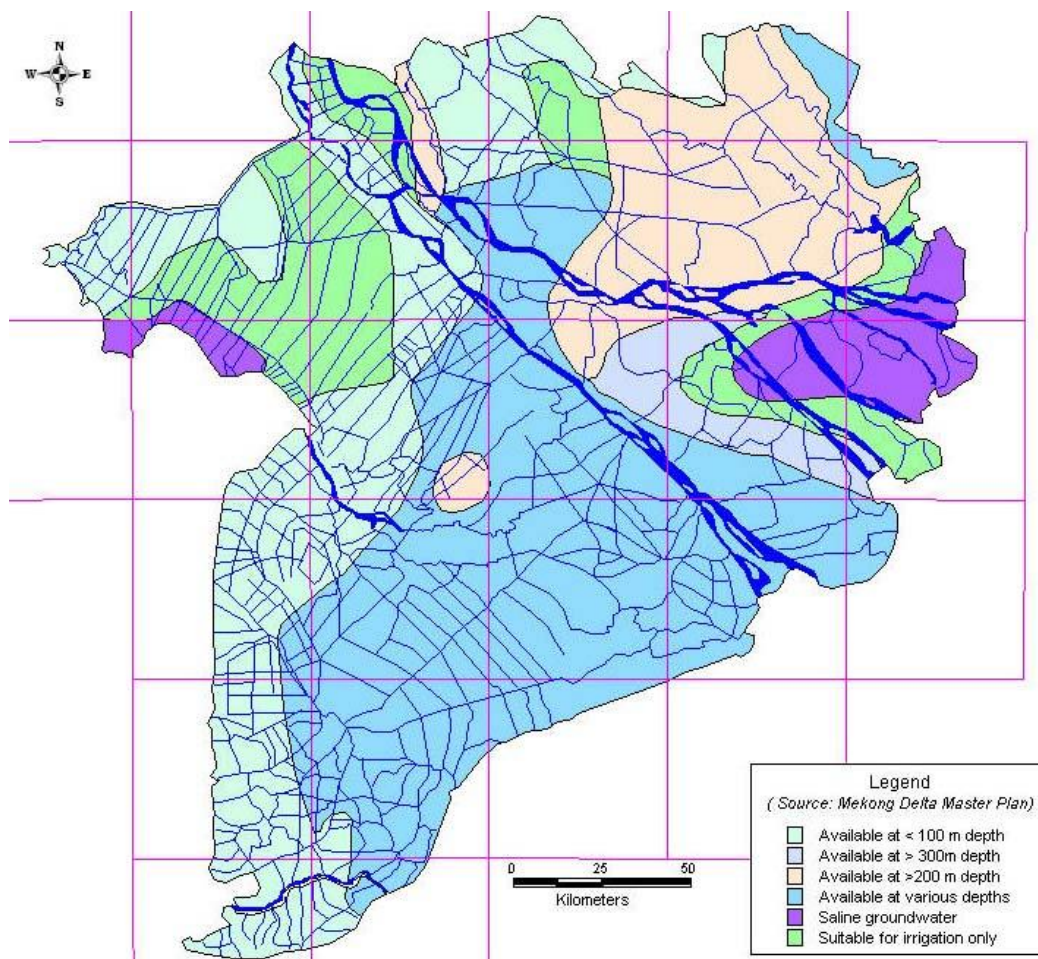 N
W E
S
Legend
( Source: Mekong Delta Master Plan)
Available at < 100 m depth
Available at > 300m depth
Available at >200 m depth
Available at various depths
Saline groundwater
Suitable for irrigation only
0 25 50
Kilometers